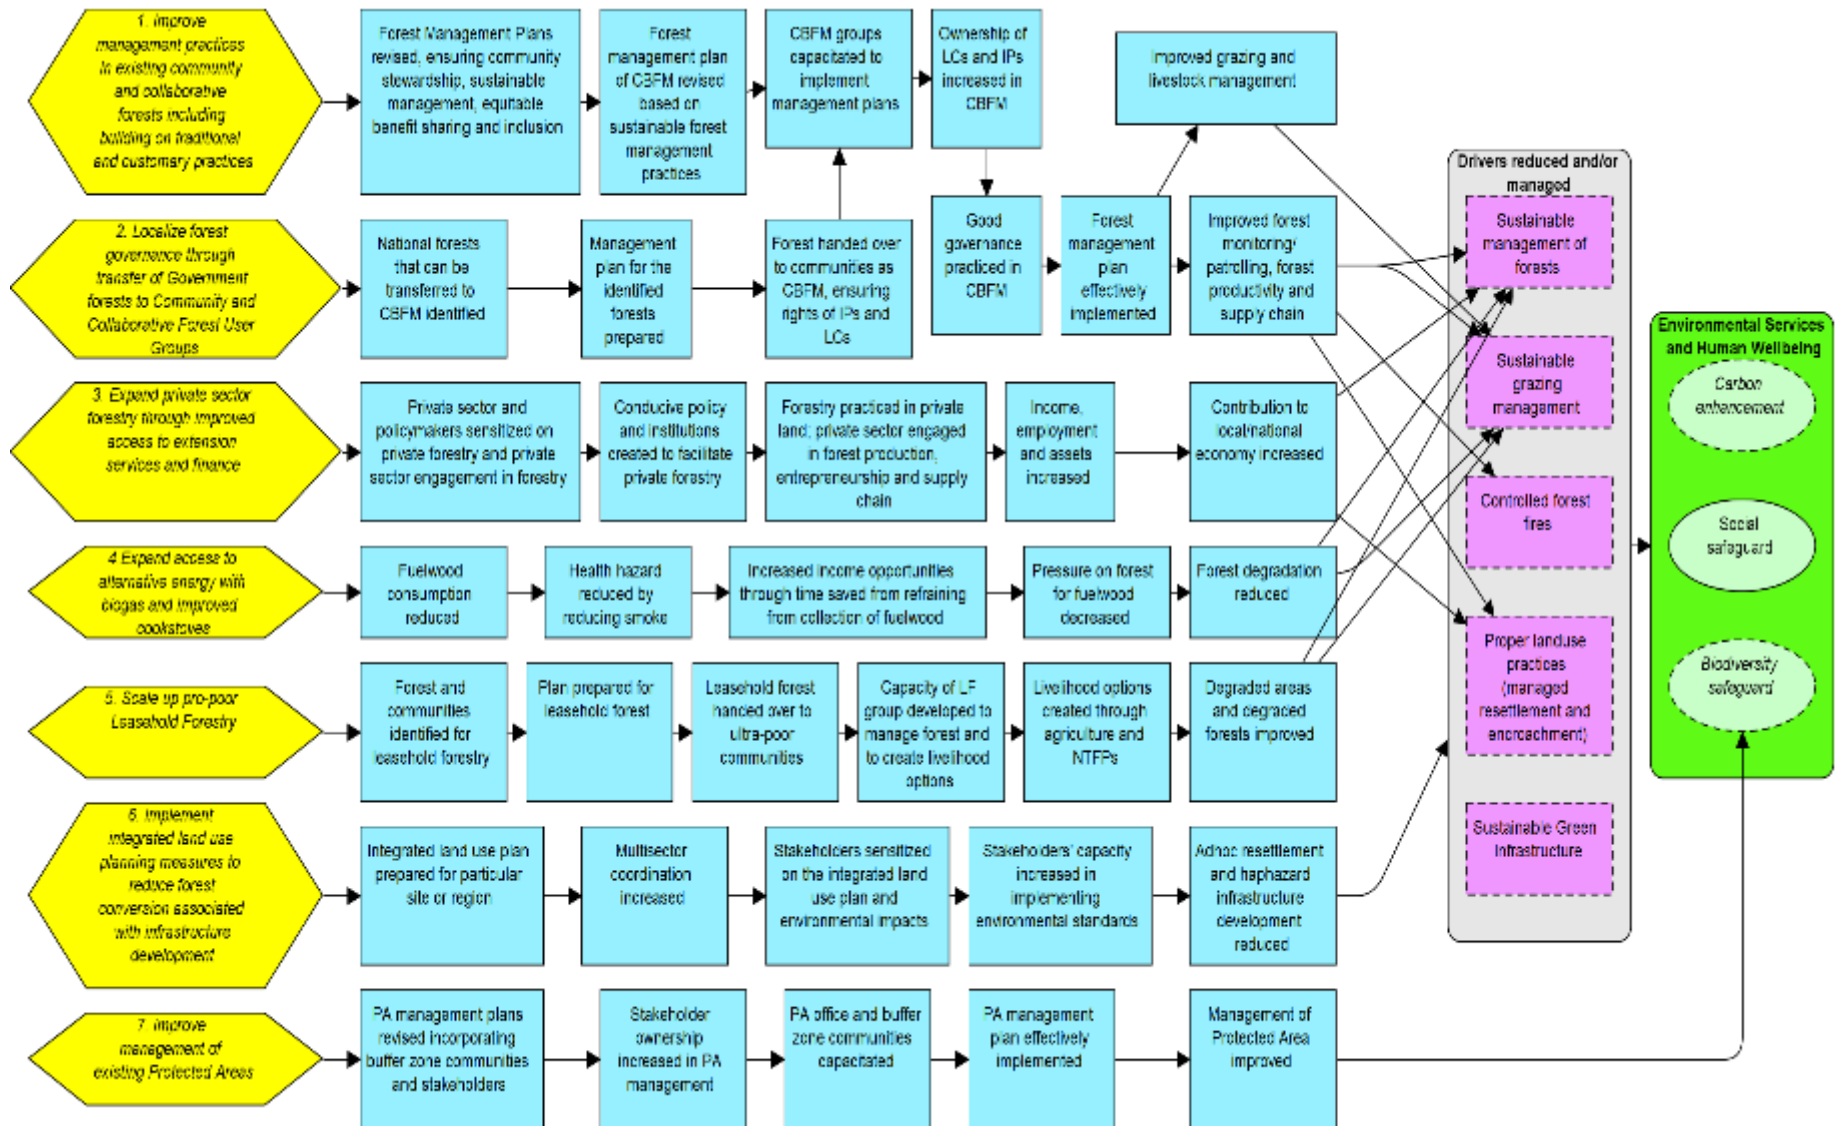 1. Improve
management practices
in existing community
and collaborative
forests including
building on traditional
and customary practices
Forest Management Plans
revised, ensuring community
stewardship, sustainable
management, equitable
benefit sharing and inclusion
Forest
management plan
of CBFM revised
based on
sustainable forest
management
practices
CBFM groups
capacitated to
implement
management plans
Ownership of
LCs and IPs
increased in
CBFM
Improved grazing and
livestock management
2. Localize forest
governance through
transfer of Government
forests to Community and
Collaborative Forest User
Groups
National forests
that can be
transferred to
CBFM identified
Management
plan for the
identified
forests
prepared
Forest handed over
to communities as
CBFM, ensuring
rights of IPs and
LCs
Good
governance
practiced in
CBFM
Forest
management
plan
effectively
implemented
Improved forest
monitoring/
patrolling, forest
productivity and
supply chain
3. Expand private sector
forestry through improved
access to extension
services and finance
Private sector and
policymakers sensitized on
private forestry and private
sector engagement in forestry
Conducive policy
and institutions
created to facilitate
private forestry
Forestry practiced in private
land; private sector engaged
in forest production,
entrepreneurship and supply
chain
Income,
employment
and assets
increased
Contribution to
local/national
economy increased
4 Expand access to
alternative energy with
biogas and improved
cookstoves
Fuelwood
consumption
reduced
Health hazard
reduced by
reducing smoke
Increased income opportunities
through time saved from refraining
from collection of fuelwood
Pressure on forest
for fuelwood
decreased
Forest degradation
reduced
5. Scale up pro-poor
Leasehold Forestry
Forest and
communities
identified for
leasehold forestry
Plan prepared for
leasehold forest
Leasehold forest
handed over to
ultra-poor
communities
Capacity of LF
group developed to
manage forest and
to create livelihood
options
Livelihood options
created through
agriculture and
NTFPs
Degraded areas
and degraded
forests improved
6. Implement
integrated land use
planning measures to
reduce forest
conversion associated
with infrastructure
development
Integrated land use plan
prepared for particular
site or region
Multisector
coordination
increased
Stakeholders sensitized
on the integrated land
use plan and
environmental impacts
Stakeholders' capacity
increased in
implementing
environmental standards
Adhoc resettlement
and haphazard
infrastructure
development
reduced
7. Improve
management of
existing Protected Areas
PA management plans
revised incorporating
buffer zone communities
and stakeholders
Stakeholder
ownership
increased in PA
management
PA office and buffer
zone communities
capacitated
PA management
plan effectively
implemented
Management of
Protected Area
improved
Drivers reduced and/or
managed
Sustainable
management of
forests
Sustainable
grazing
management
Controlled forest
fires
Proper landuse
practices
(managed
resettlement and
encroachment)
Sustainable Green
Infrastructure
Environmental Services
and Human Wellbeing
Carbon
enhancement
Social
safeguard
Biodiversity
safeguard